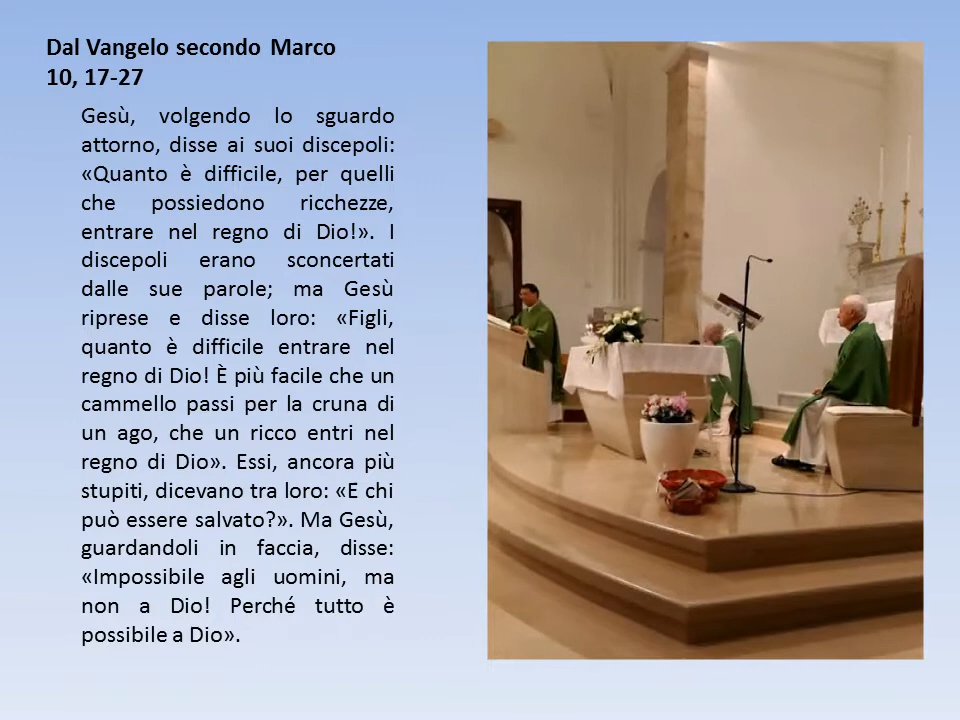 Dal Vangelo secondo Marco
10, 17-27
Gesù, volgendo lo sguardo
attorno, disse ai suoi discepoli:
«Quanto è difficile, per quelli
che possiedono ricchezze,
entrare nel regno di Dio!». I
discepoli erano sconcertati
dalle sue parole; ma Gesù
riprese e disse loro: «Figli,
quanto è difficile entrare nel
regno di Dio! È più facile che un
cammello passi per la cruna di
un ago, che un ricco entri nel
regno di Dio». Essi, ancora più
stupiti, dicevano tra loro: «E chi
può essere salvato?». Ma Gesù,
guardandoli in faccia, disse:
«Impossibile agli uomini, ma
non a Dio! Perché tutto è
possibile a Dio».